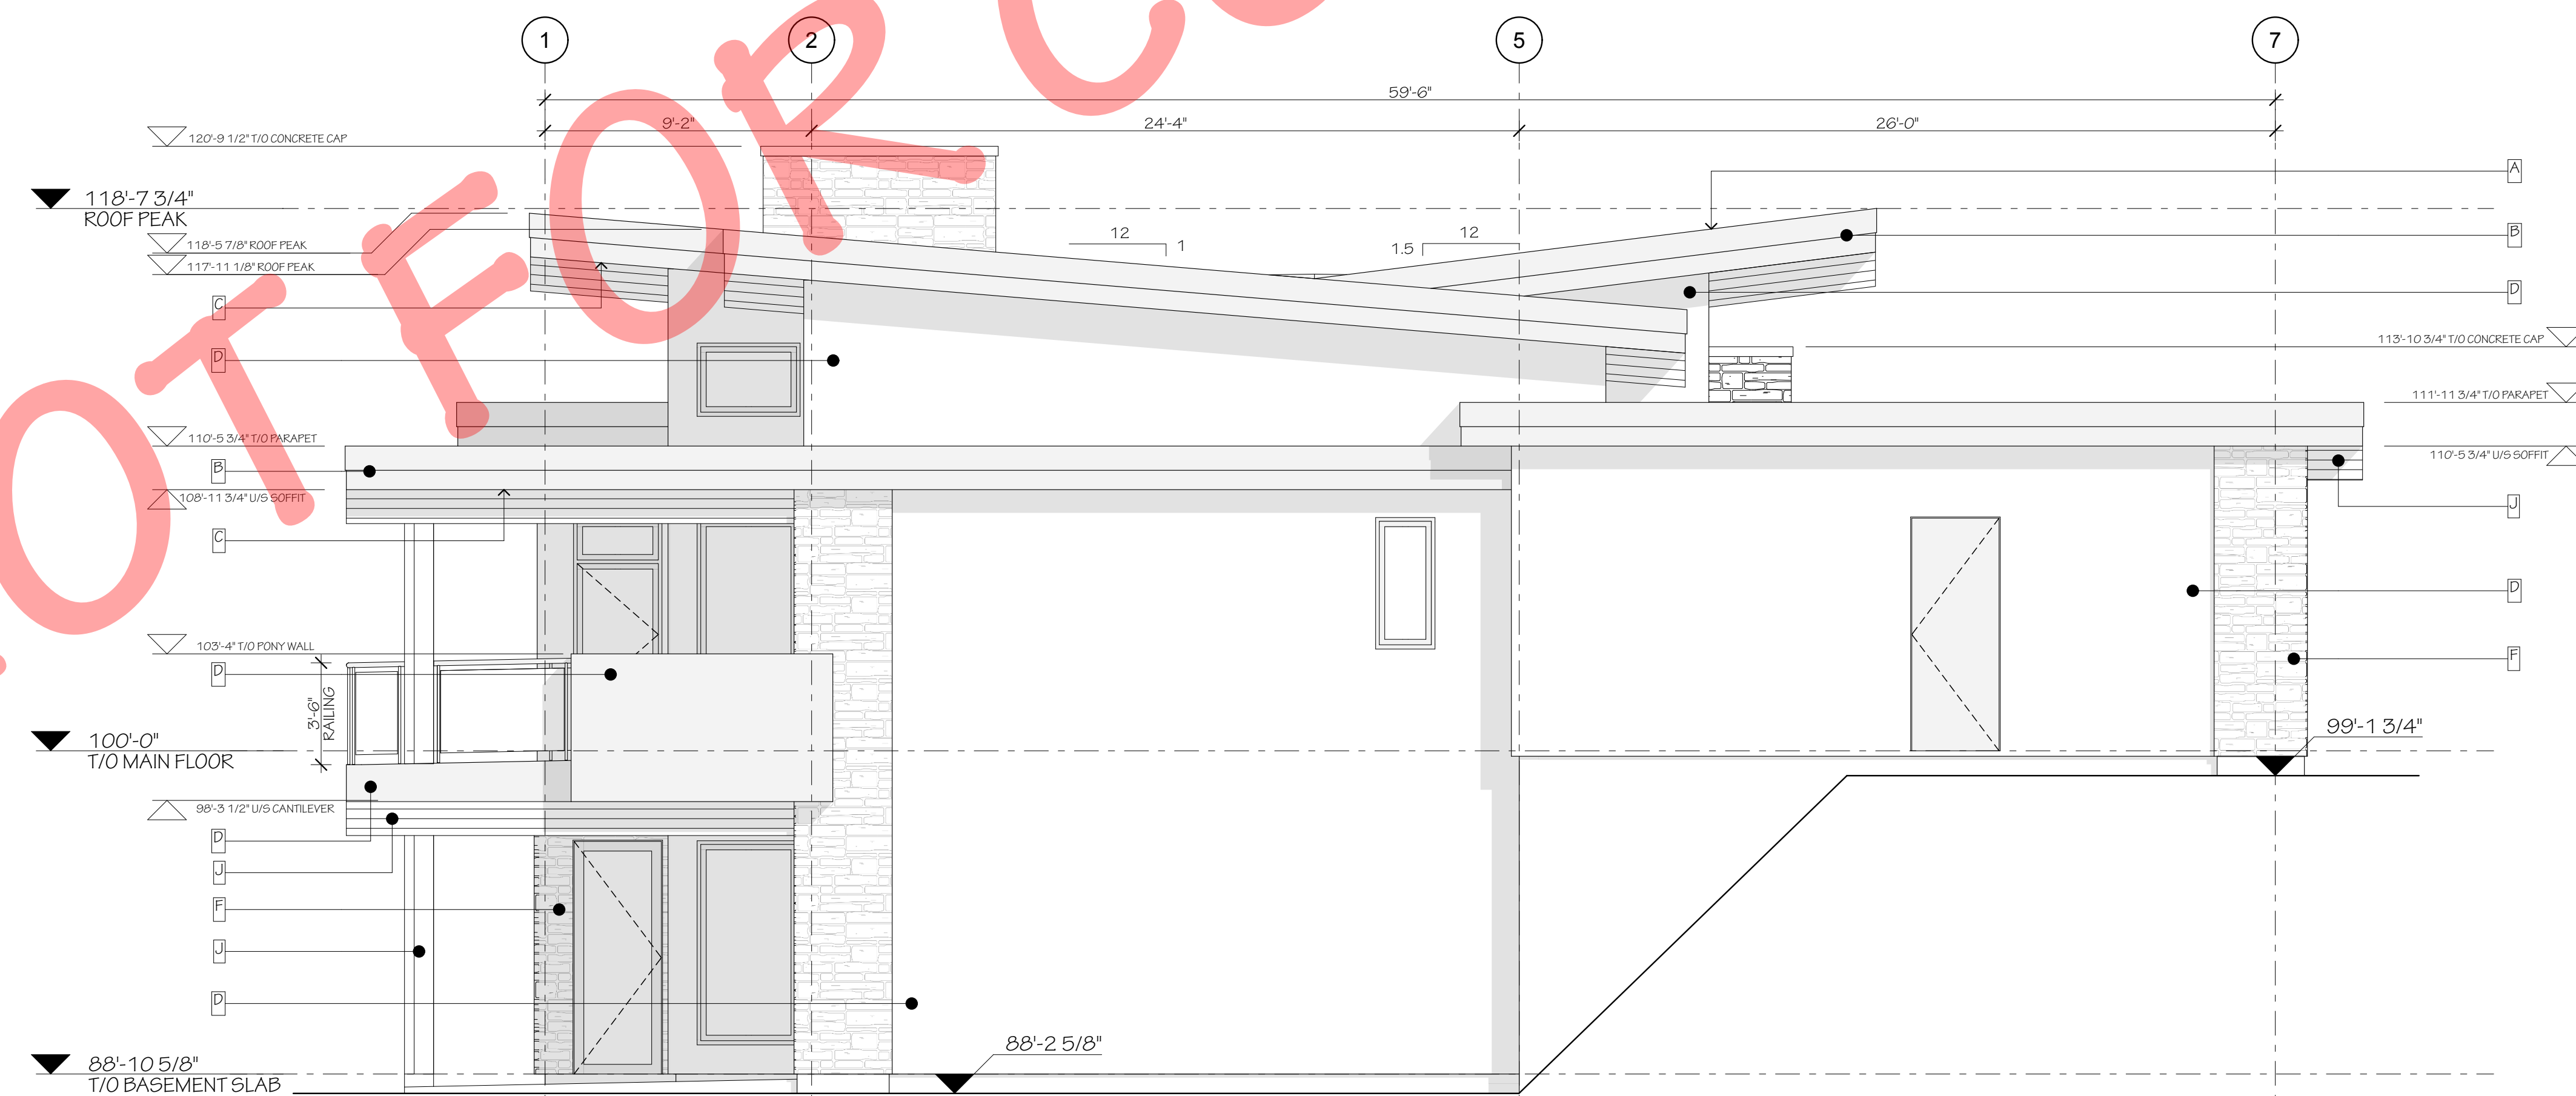 1
2
5
7
59'-6"
9'-2"
24'-4"
26'-0"
120'-9 1/2" T/O CONCRETE CAP
A
118'-7 3/4"
ROOF PEAK
118'-5 7/8" ROOF PEAK
117'-11 1/8" ROOF PEAK
12
1
12
1.5
B
C
D
D
113'-10 3/4" T/O CONCRETE CAP
111'-11 3/4" T/O PARAPET
110'-5 3/4" T/O PARAPET
110'-5 3/4" U/S SOFFIT
B
108'-11 3/4" U/S SOFFIT
J
C
D
103'-4" T/O PONY WALL
D
F
3'-6"
RAILING
100'-0"
T/O MAIN FLOOR
99'-1 3/4"
98'-3 1/2" U/S CANTILEVER
D
J
F
J
D
88'-2 5/8"
88'-10 5/8"
T/O BASEMENT SLAB
OT FOR CO